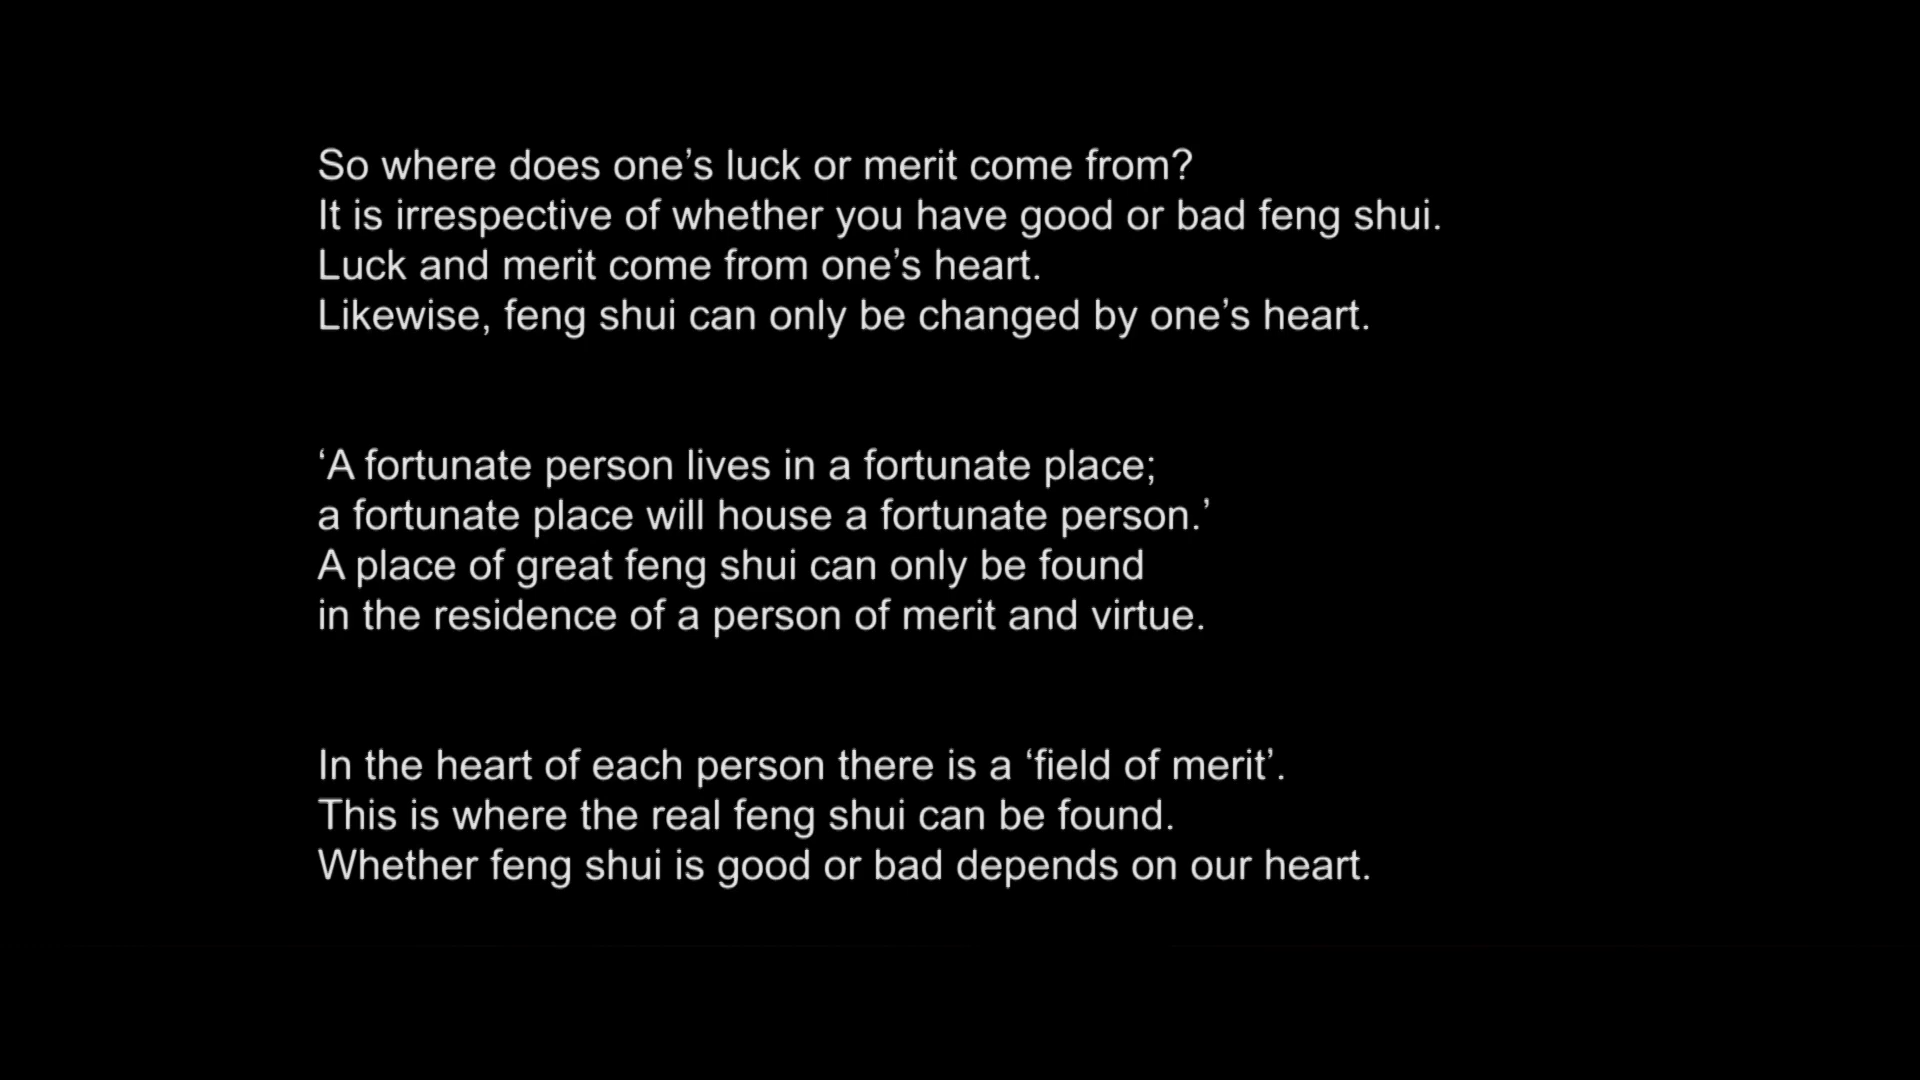 So where does one’s luck or merit come from?
It is irrespective of whether you have good or bad feng shui.
Luck and merit come from one’s heart.
Likewise, feng shui can only be changed by one’s heart.
‘A fortunate person lives in a fortunate place;
a fortunate place will house a fortunate person.’
A place of great feng shui can only be found
in the residence of a person of merit and virtue.
In the heart of each person there is a ‘field of merit’.
This is where the real feng shui can be found.
Whether feng shui is good or bad depends on our heart.